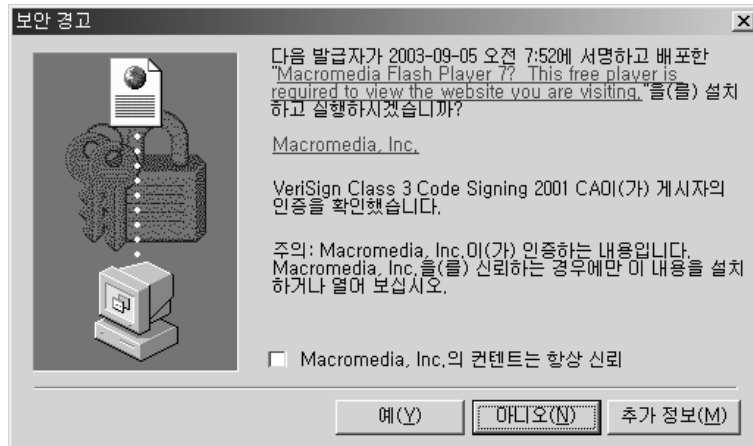 보안 경고
다음 발급자가 2003-09-05 오전 7:52에 서명하고 배포한
"Macromedia Flash Player 7? This free player is
required to view the website you are visiting."을(를) 설치
하고 실행하시겠습니까?
Macromedia, Inc.
VeriSign Class 3 Code Signing 2001 CA이(가) 게시자의
인증을 확인했습니다.
주의: Macromedia, Inc.이(가) 인증하는 내용입니다.
Macromedia, Inc.을(를) 신뢰하는 경우에만 이 내용을 설치
하거나 열어 보십시오.
Macromedia, Inc.의 컨텐트는 항상 신뢰
예(Y)
아니오(N)
추가 정보(M)